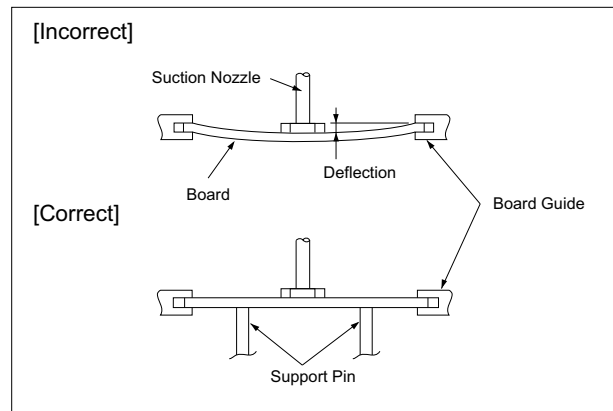 [Incorrect]
Suction Nozzle
Deflection
Board
Board Guide
[Correct]
Support Pin